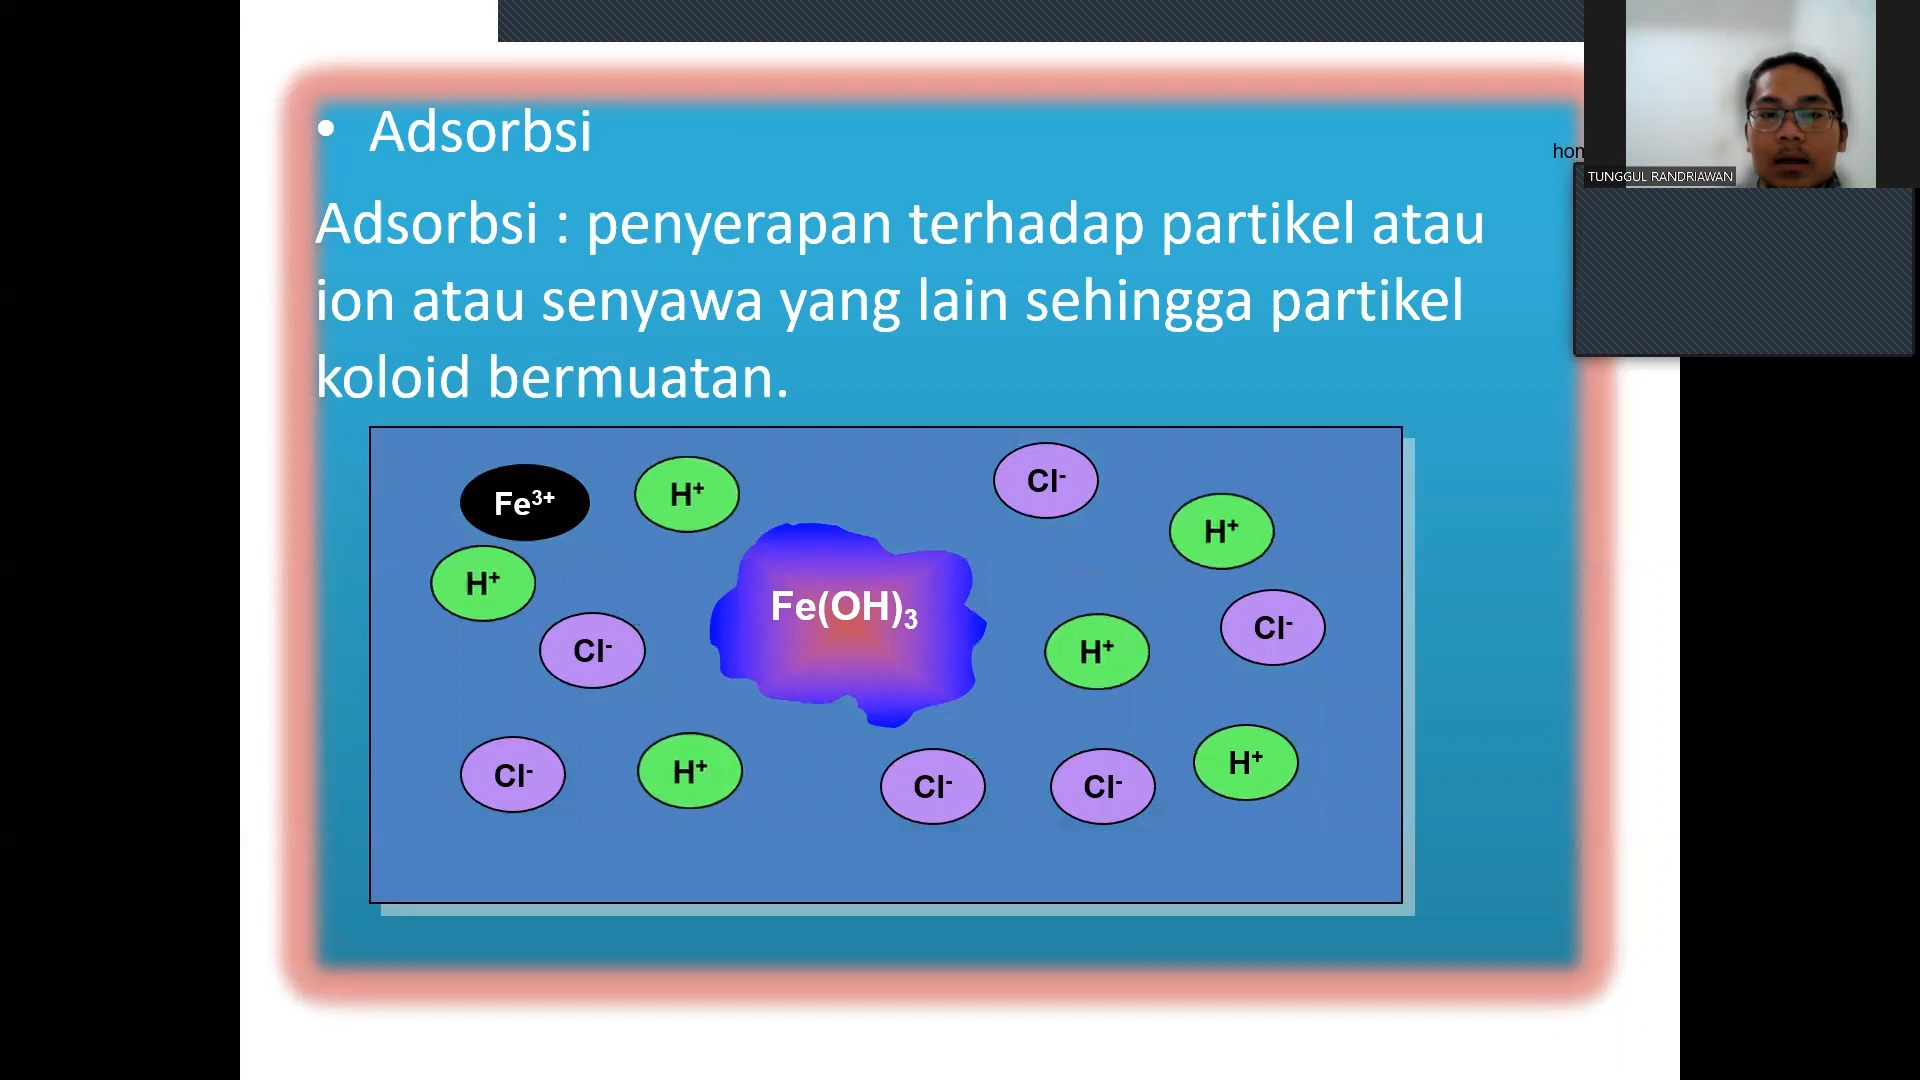 • Adsorbsi
Adsorbsi : penyerapan terhadap partikel atau
ion atau senyawa yang lain sehingga partikel
koloid bermuatan.
Fe³⁺
H⁺
Cl⁻
H⁺
H⁺
Cl⁻
Fe(OH)₃
H⁺
Cl⁻
Cl⁻
H⁺
Cl⁻
Cl⁻
H⁺
TUNGGUL RANDRIAWAN